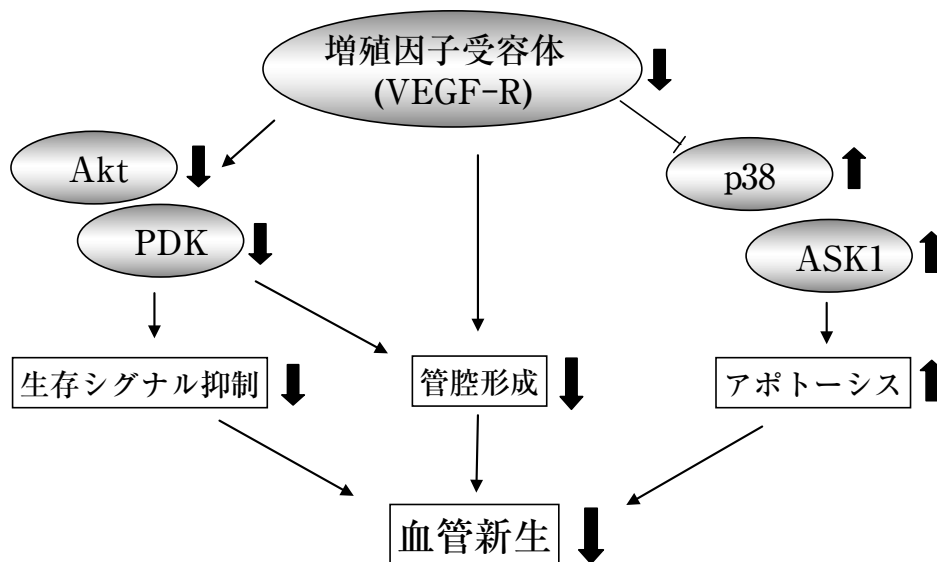 増殖因子受容体
(VEGF-R)
Akt
p38
PDK
ASK1
生存シグナル抑制
管腔形成
アポトーシス
血管新生